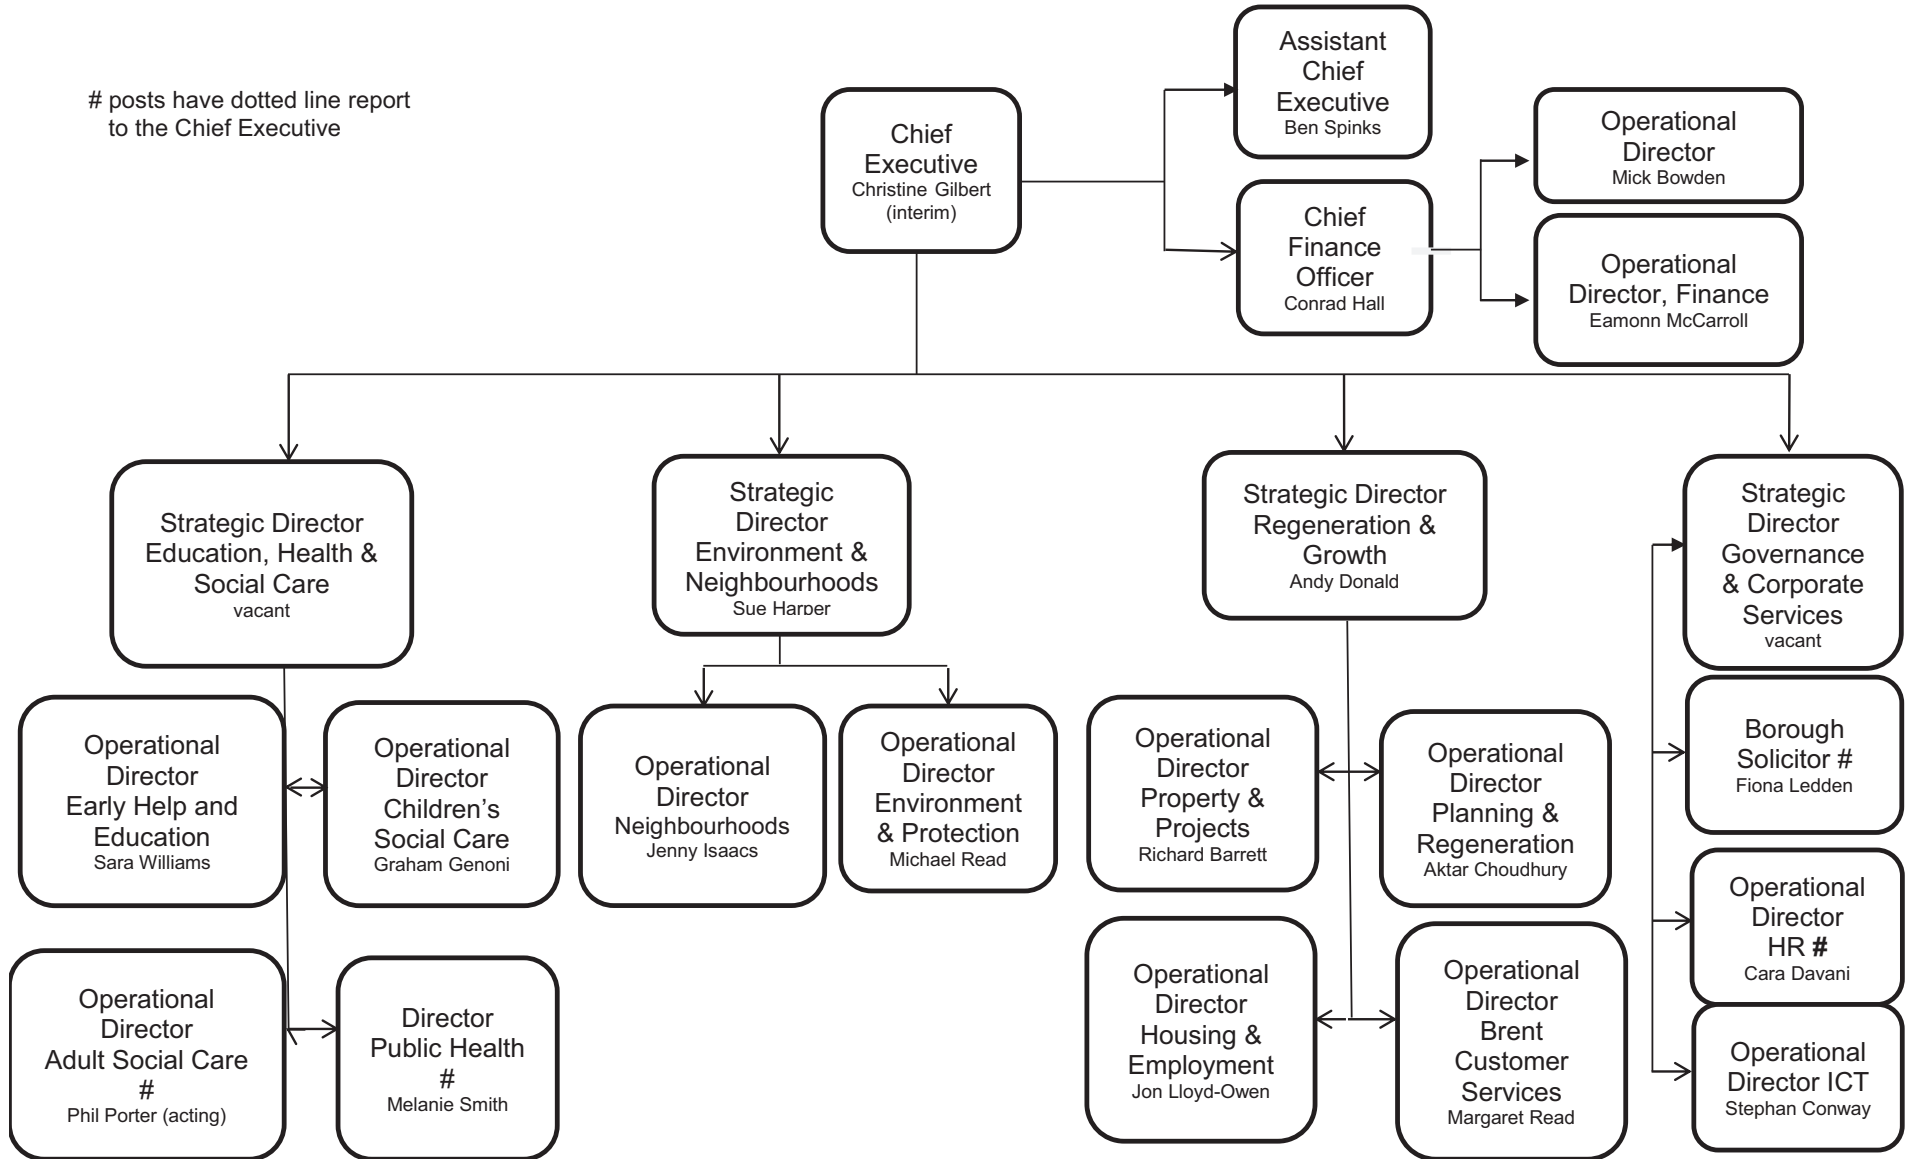 # posts have dotted line report
to the Chief Executive
Chief
Executive
Christine Gilbert
(interim)
Assistant
Chief
Executive
Ben Spinks
Chief
Finance
Officer
Conrad Hall
Operational
Director
Mick Bowden
Operational
Director, Finance
Eamonn McCarroll
Strategic Director
Education, Health &
Social Care
vacant
Strategic
Director
Environment &
Neighbourhoods
Sue Harper
Strategic Director
Regeneration &
Growth
Andy Donald
Strategic
Director
Governance
& Corporate
Services
vacant
Operational
Director
Early Help and
Education
Sara Williams
Operational
Director
Children's
Social Care
Graham Genoni
Operational
Director
Neighbourhoods
Jenny Isaacs
Operational
Director
Environment
& Protection
Michael Read
Operational
Director
Property &
Projects
Richard Barrett
Operational
Director
Planning &
Regeneration
Aktar Choudhury
Borough
Solicitor #
Fiona Ledden
Operational
Director
HR #
Cara Davani
Operational
Director
Adult Social Care
#
Phil Porter (acting)
Director
Public Health
#
Melanie Smith
Operational
Director
Housing &
Employment
Jon Lloyd-Owen
Operational
Director
Brent
Customer
Services
Margaret Read
Operational
Director ICT
Stephan Conway